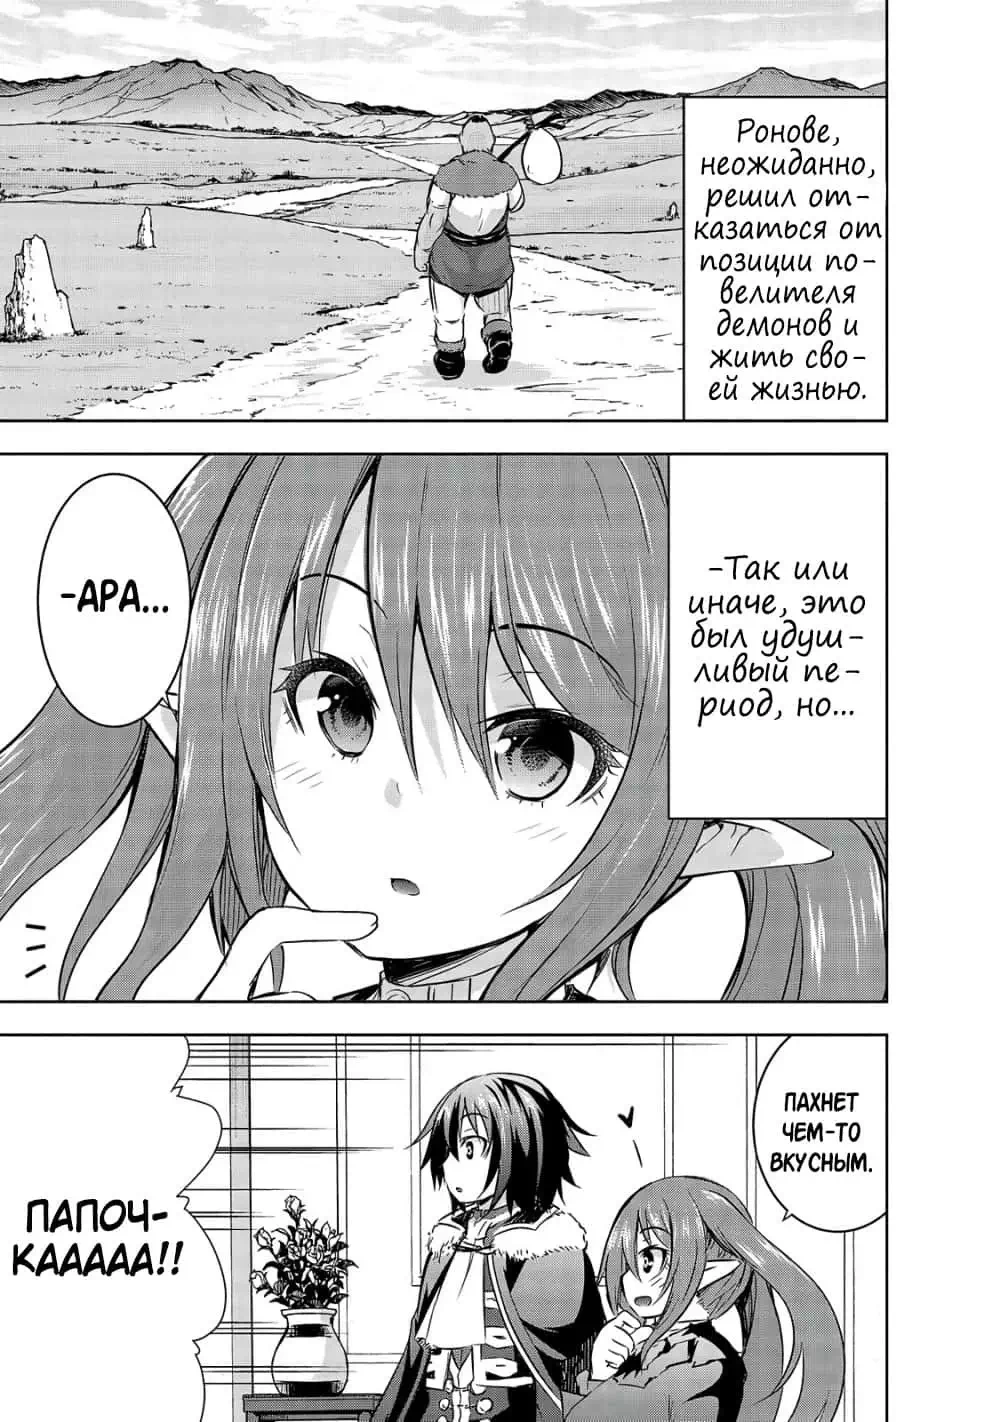 Ронове,
неожиданно,
решил от-
казаться от
позиции по-
велителя
демонов и
жить сво-
ей жизнью.
-Так или
иначе, это
был удуш-
ливый пе-
риод, но...
-АРА...
ПАХНЕТ
ЧЕМ-ТО
ВКУСНЫМ.
ПАПОЧ-
КААААА!!